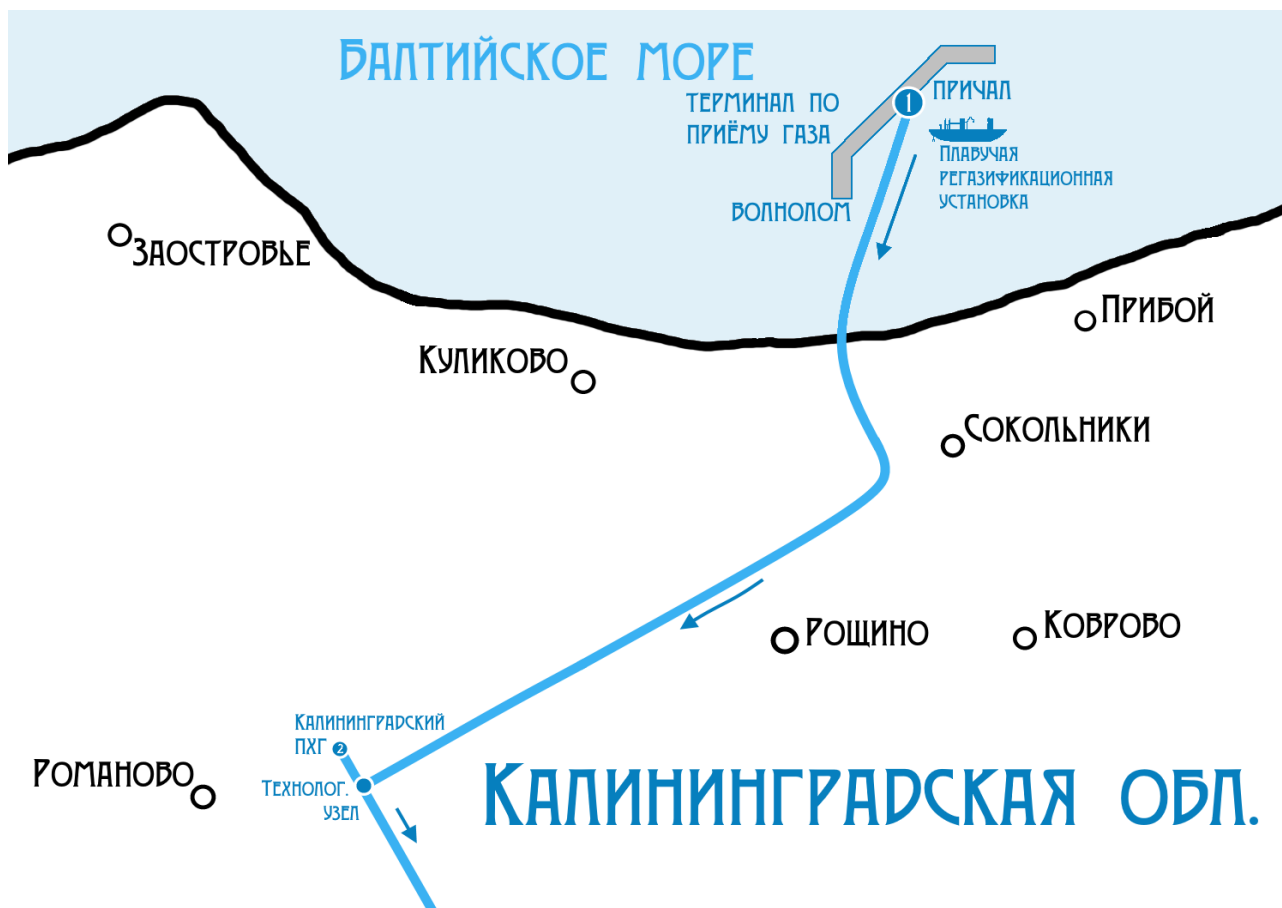 Балтийское море
причал
1
терминал по
приёму газа
Плавучая
регазификационная
установка
волнолом
Заостровье
Прибой
Куликово
Сокольники
Рощино
Коврово
Калининградский
ПХГ
2
Романово
Технолог.
узел
Калининградская обл.